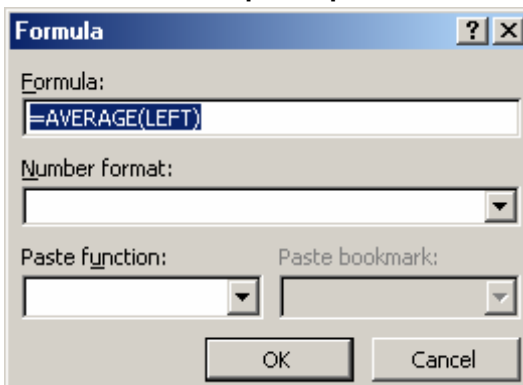 Formula
Formula:
=AVERAGE(LEFT)
Number format:
Paste function: Paste bookmark:
OK Cancel